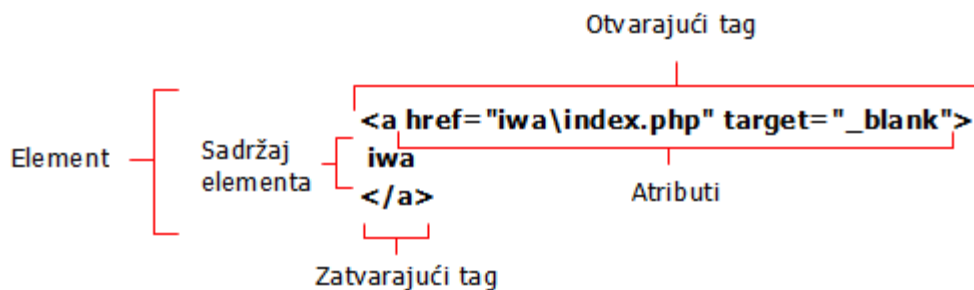 Otvarajući tag
<a href="iwa\index.php" target="_blank">
Element
Sadržaj
elementa
iwa
Atributi
</a>
Zatvarajući tag